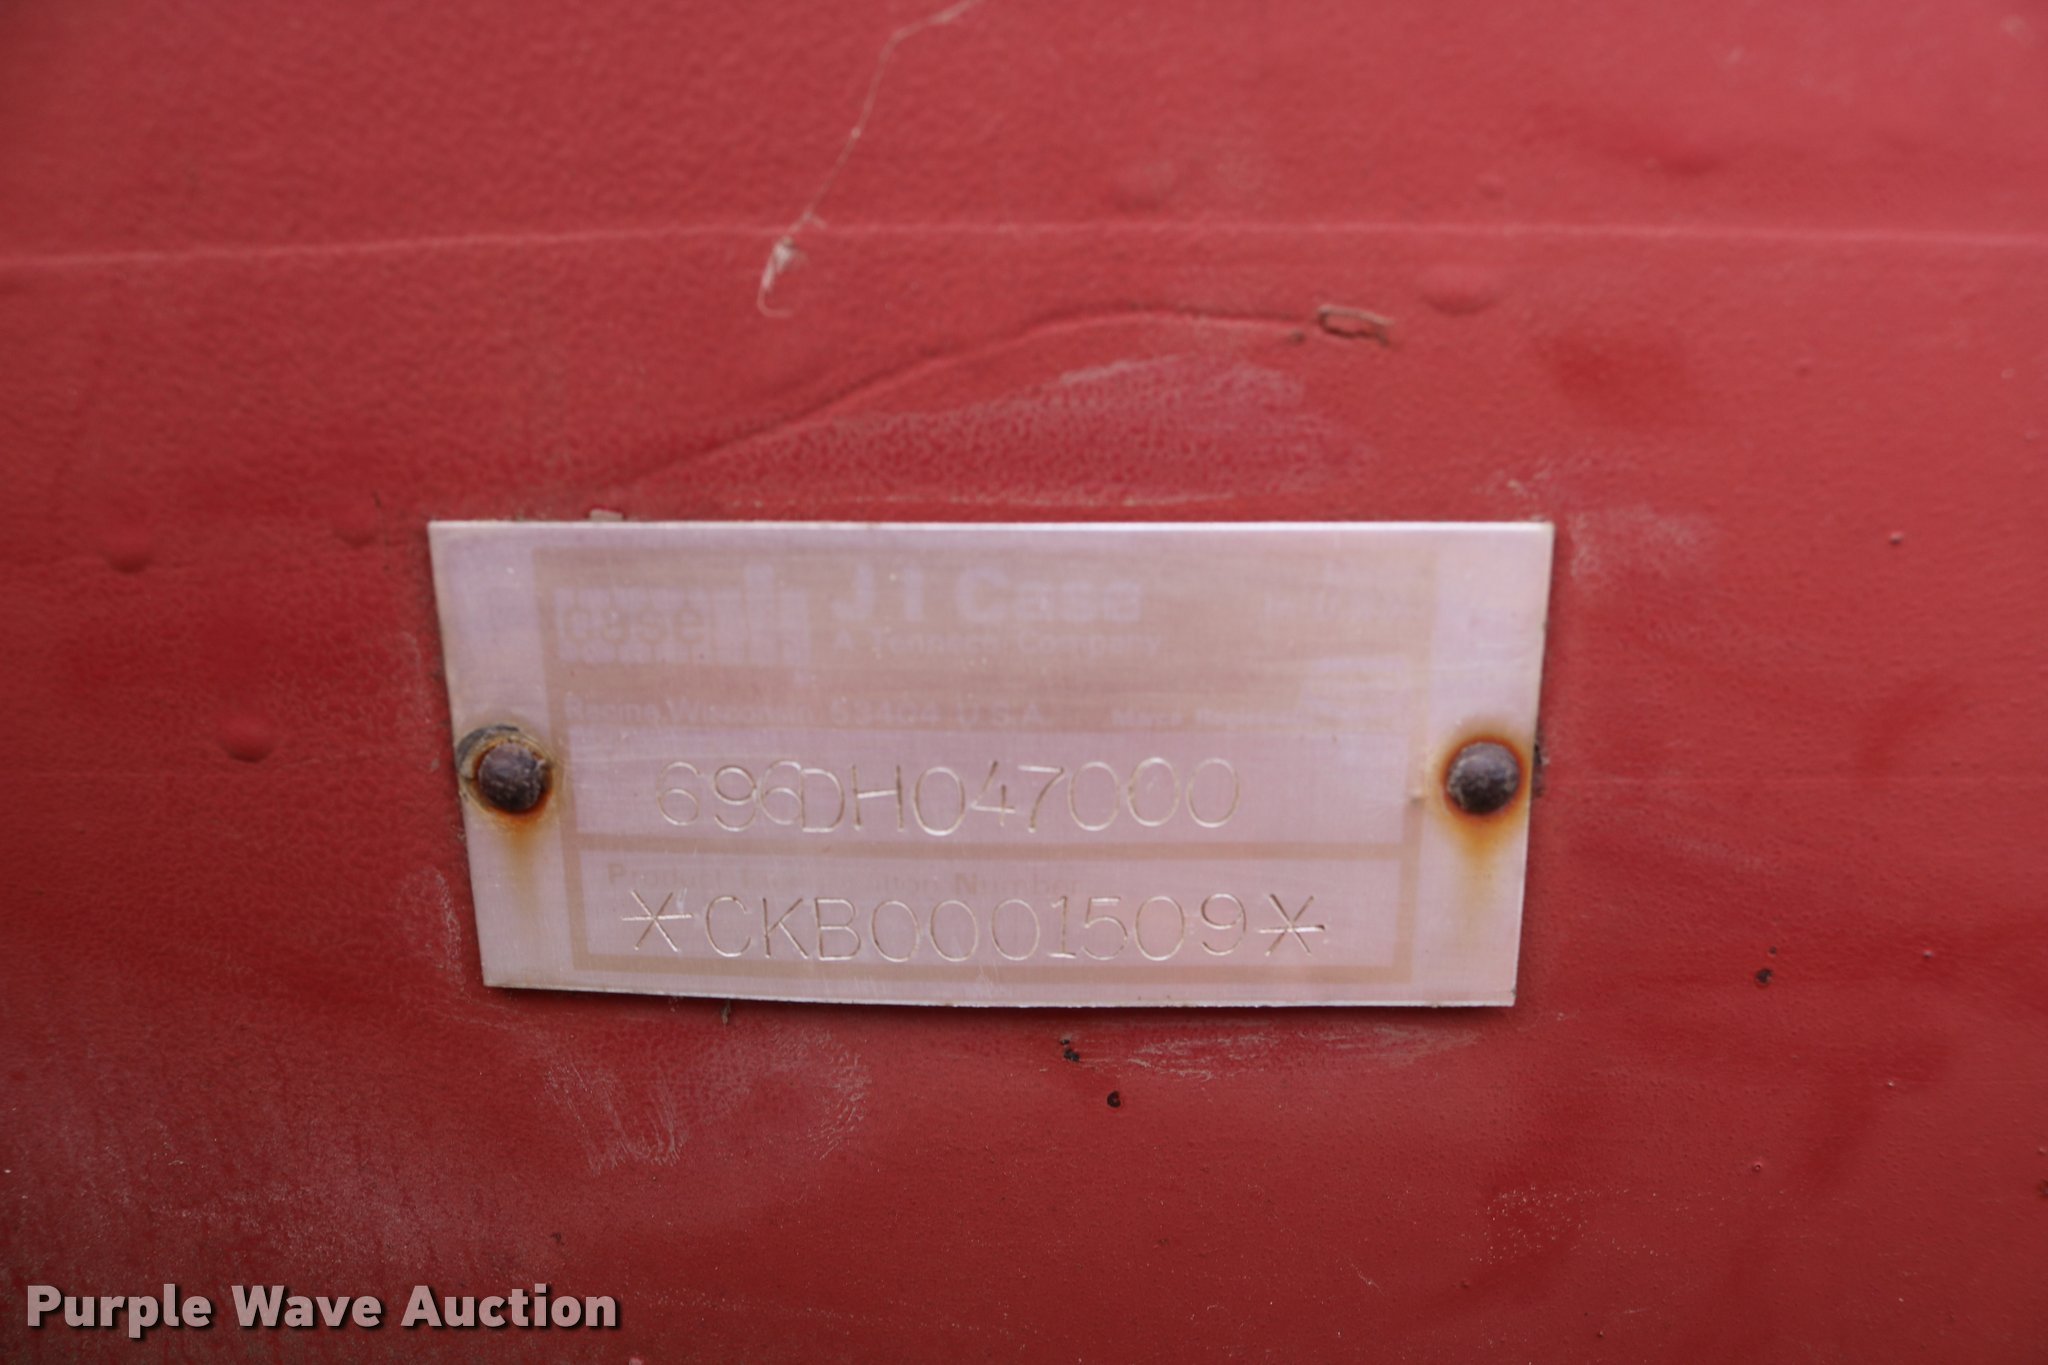 case
J I Case
A Tenneco Company
Racine, Wisconsin 53404 U.S.A.
696DH047000
Product Identification Number
*CKB0001509*
Purple Wave Auction